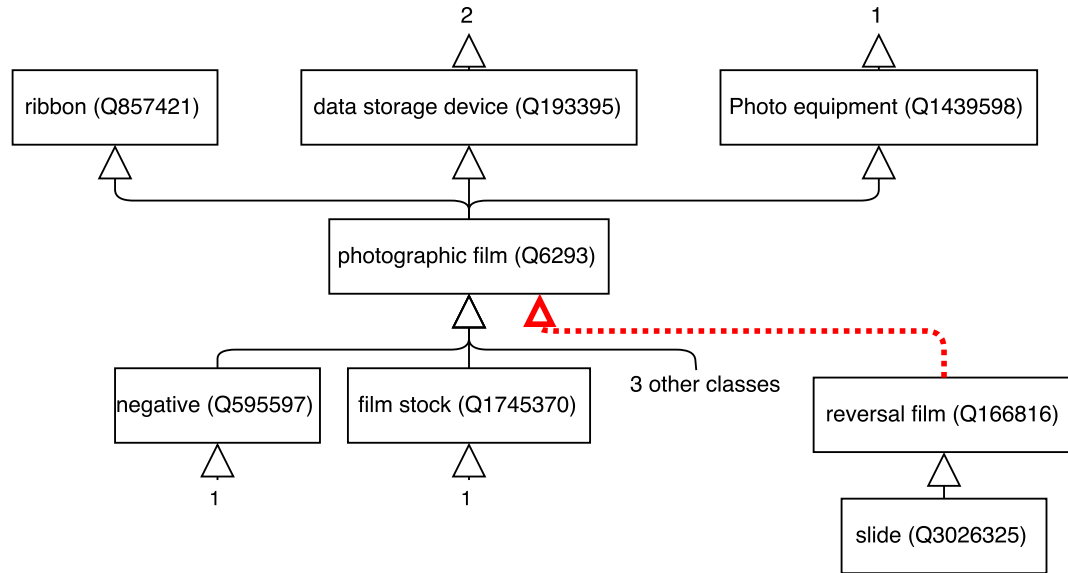 2
1
ribbon (Q857421)
data storage device (Q193395)
Photo equipment (Q1439598)
photographic film (Q6293)
3 other classes
negative (Q595597)
film stock (Q1745370)
reversal film (Q166816)
1
1
slide (Q3026325)